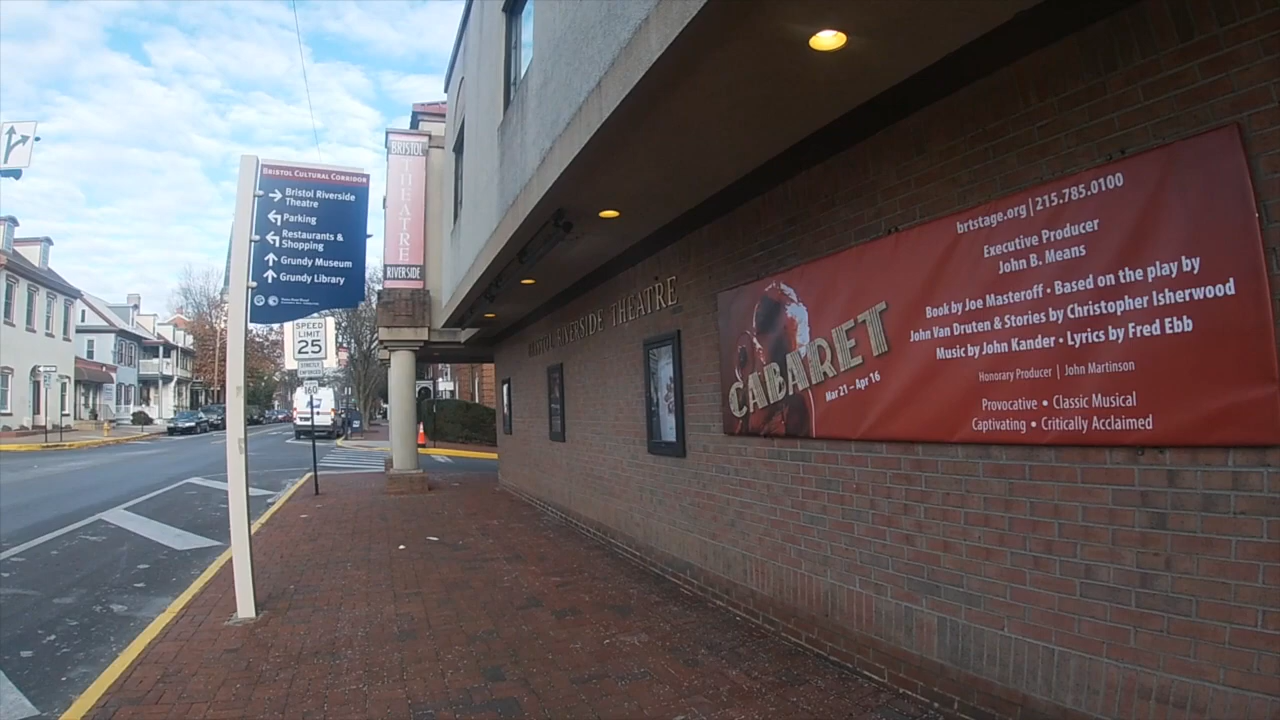 BRISTOL CULTURAL CORRIDOR
Bristol Riverside
Theatre
Parking
Restaurants &
Shopping
Grundy Museum
Grundy Library
BRISTOL
THEATRE
RIVERSIDE
SPEED
LIMIT
25
STRICTLY
ENFORCED
160
BRISTOL RIVERSIDE THEATRE
brtstage.org | 215.785.0100
Executive Producer
John B. Means
Book by Joe Masteroff • Based on the play by
John Van Druten & Stories by Christopher Isherwood
Music by John Kander • Lyrics by Fred Ebb
Honorary Producer | John Martinson
Provocative • Classic Musical
Captivating • Critically Acclaimed
CABARET
Mar 21 – Apr 16